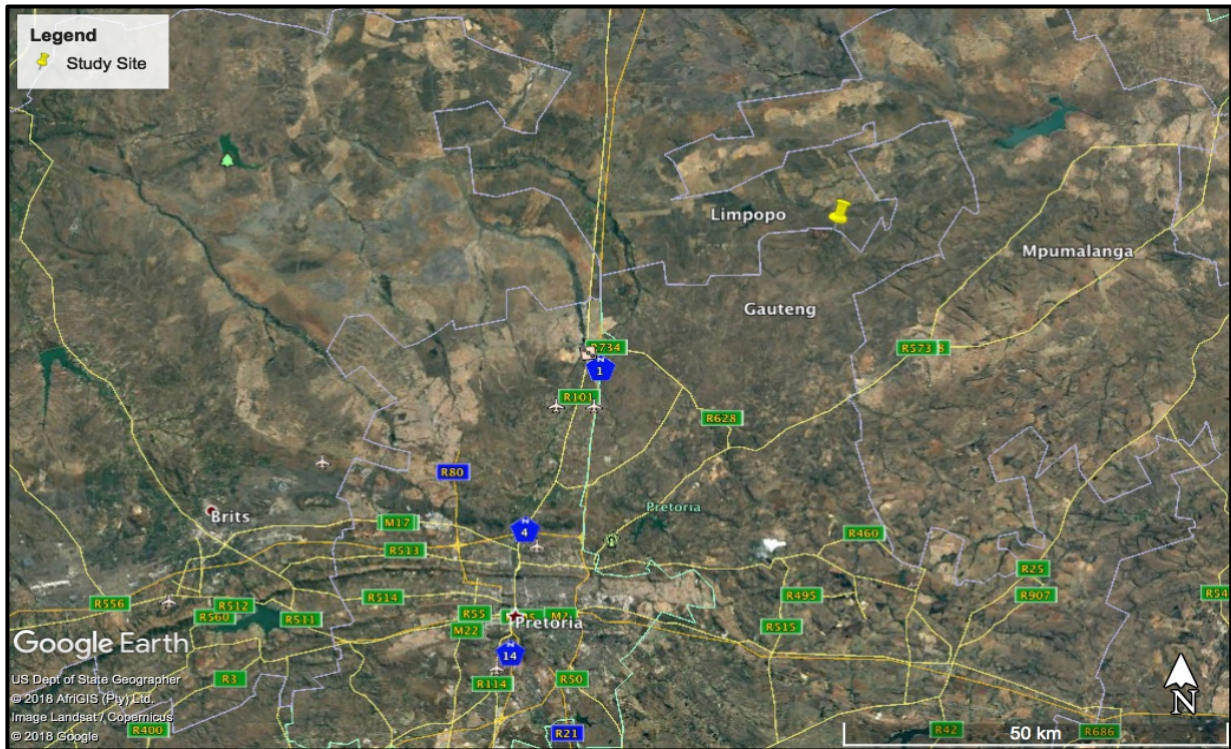 Legend
Study Site
Limpopo
Mpumalanga
Gauteng
R734
R573
1
R101
R628
R80
Pretoria
Brits
M17
N
4
R460
R513
R25
R556
R514
R512
R560
R511
R55
M2
R495
R907
Pretoria
M22
R515
14
Google Earth
R3
R114
R50
US Dept of State Geographer
© 2018 AfriGIS (Pty) Ltd.
Image Landsat / Copernicus
© 2018 Google
R400
R21
N
50 km
R42
R686